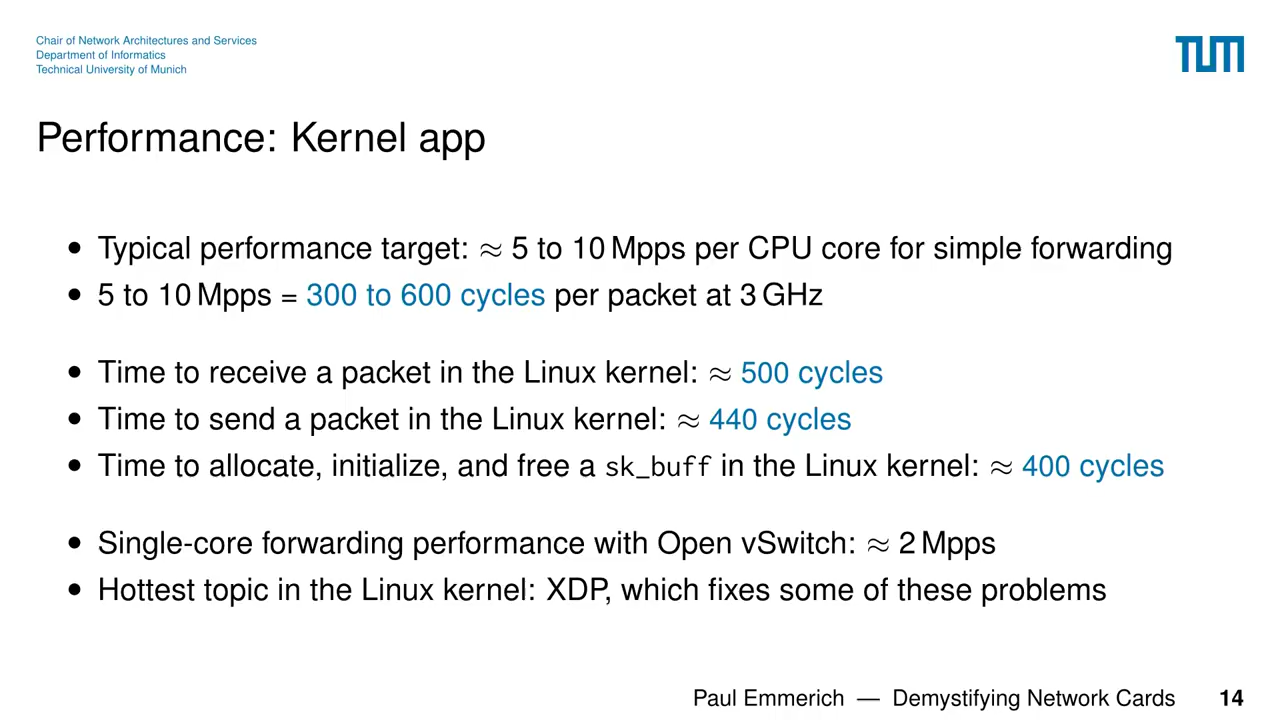 Chair of Network Architectures and Services
Department of Informatics
Technical University of Munich
TUM
Performance: Kernel app
• Typical performance target: ≈ 5 to 10 Mpps per CPU core for simple forwarding
• 5 to 10 Mpps = 300 to 600 cycles per packet at 3 GHz
• Time to receive a packet in the Linux kernel: ≈ 500 cycles
• Time to send a packet in the Linux kernel: ≈ 440 cycles
• Time to allocate, initialize, and free a sk_buff in the Linux kernel: ≈ 400 cycles
• Single-core forwarding performance with Open vSwitch: ≈ 2 Mpps
• Hottest topic in the Linux kernel: XDP, which fixes some of these problems
Paul Emmerich — Demystifying Network Cards 14